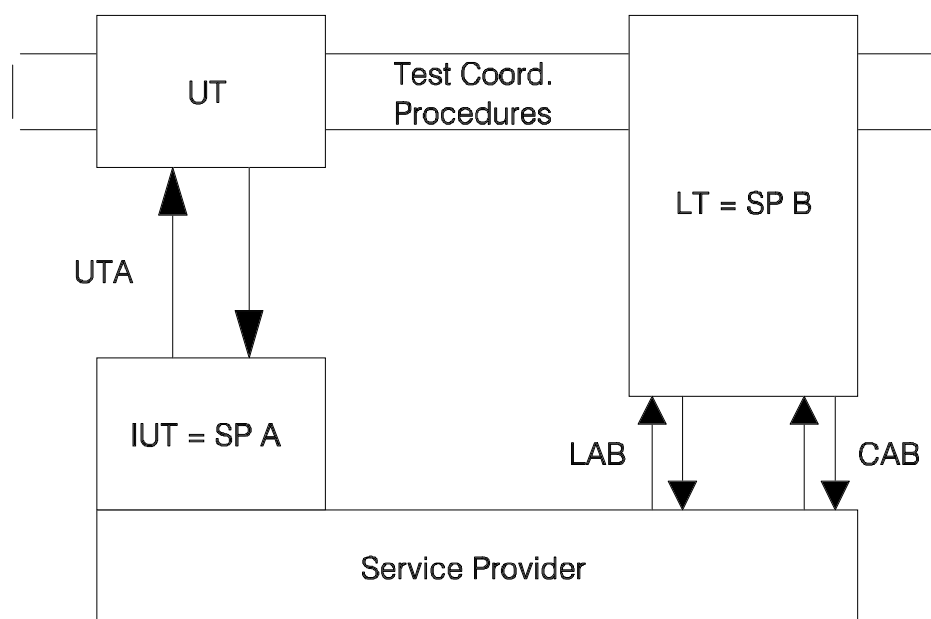 UT
Test Coord.
Procedures
LT = SP B
UTA
IUT = SP A
LAB
CAB
Service Provider